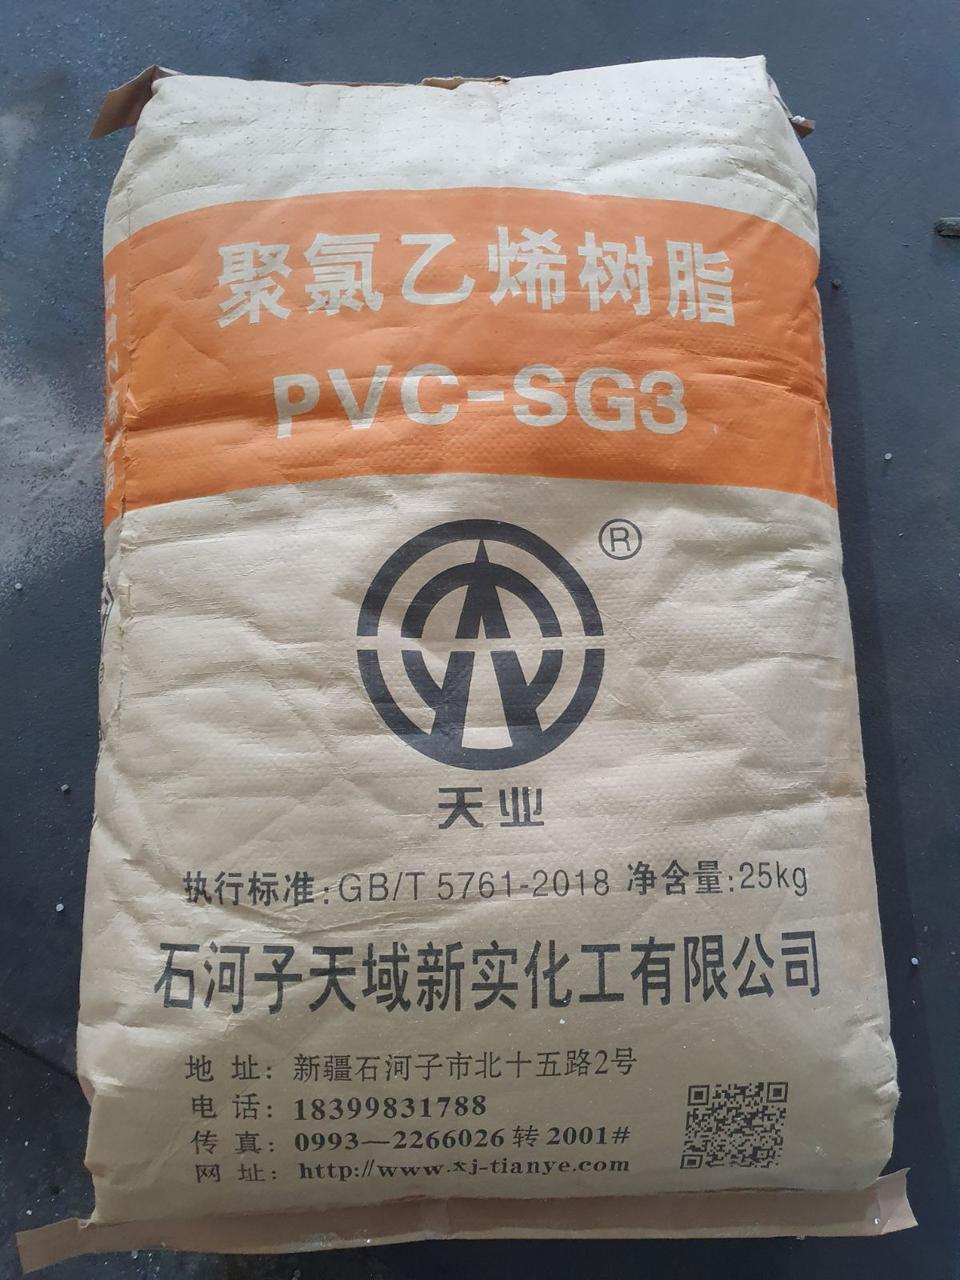 聚氯乙烯树脂
PVC-SG3
®
天业
执行标准:GB/T 5761-2018 净含量:25kg
石河子天域新实化工有限公司
地 址: 新疆石河子市北十五路2号
电 话: 18399831788
传 真: 0993—2266026 转 2001#
网 址: http://www.xj-tianye.com